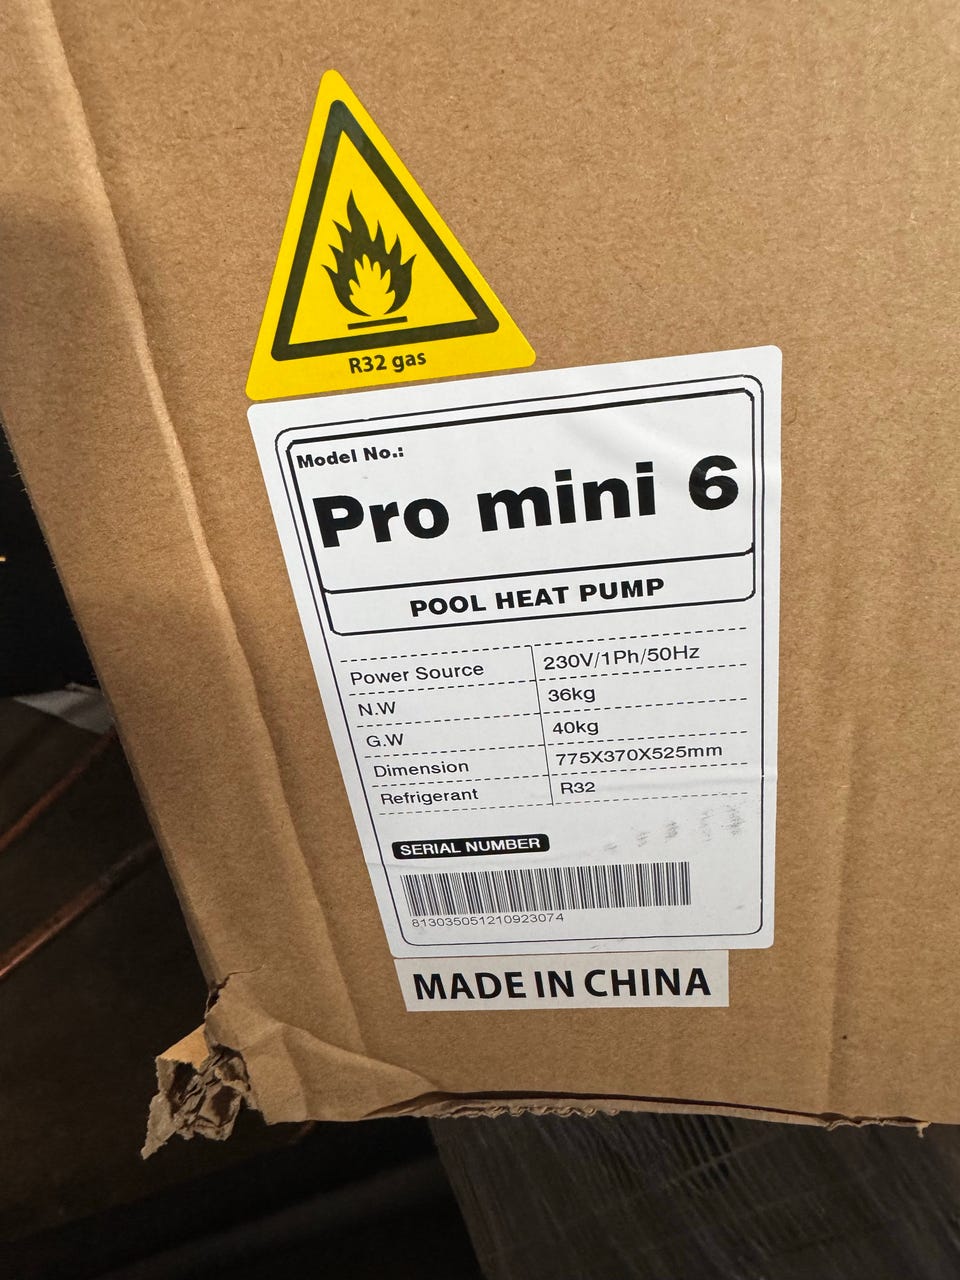 R32 gas
Model No.:
Pro mini 6
POOL HEAT PUMP
Power Source 230V/1Ph/50Hz
N.W 36kg
G.W 40kg
Dimension 775X370X525mm
Refrigerant R32
SERIAL NUMBER
813035051210923074
MADE IN CHINA